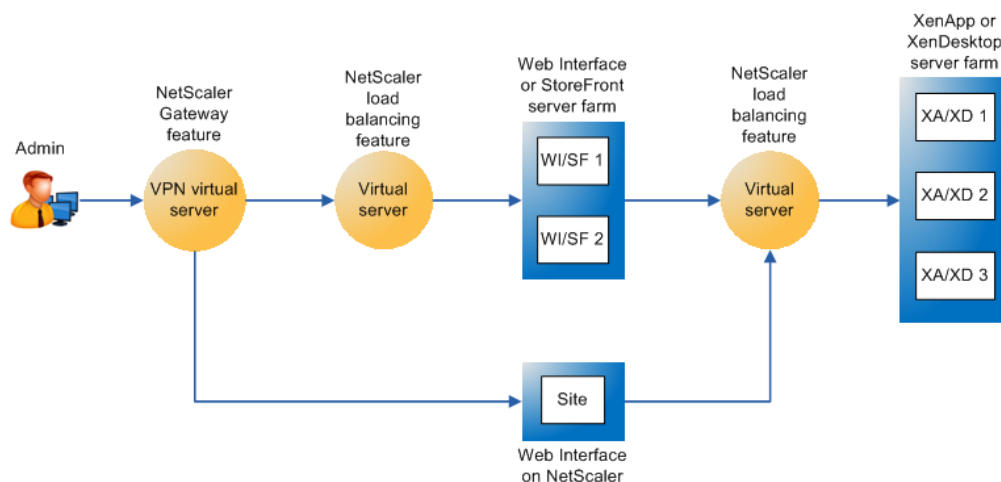 Admin
NetScaler
Gateway
feature
VPN virtual
server
NetScaler
load
balancing
feature
Virtual
server
Web Interface
or StoreFront
server farm
WI/SF 1
WI/SF 2
NetScaler
load
balancing
feature
Virtual
server
XenApp or
XenDesktop
server farm
XA/XD 1
XA/XD 2
XA/XD 3
Site
Web Interface
on NetScaler